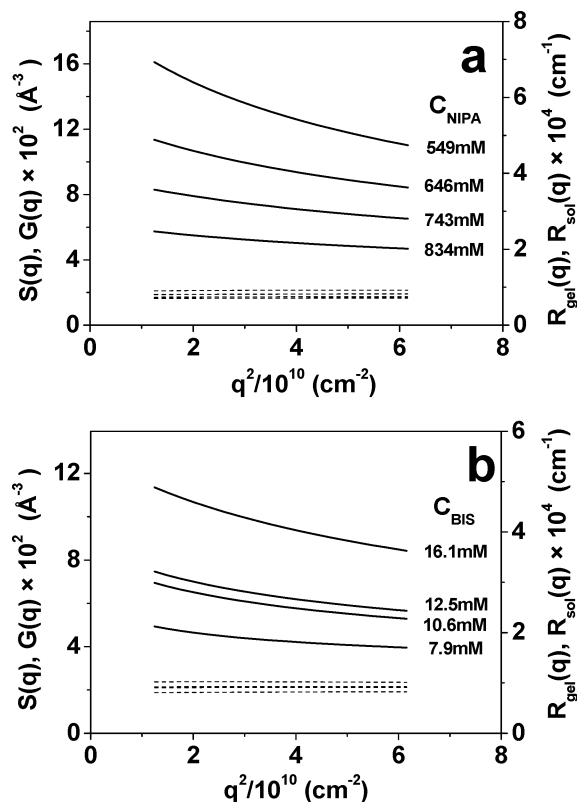 a
C_NIPA
549mM
646mM
743mM
834mM
16
12
8
4
0
8
6
4
2
0
0 2 4 6 8
S(q), G(q) × 10² (Å⁻³)
R_gel(q), R_sol(q) × 10⁴ (cm⁻¹)
q²/10¹⁰ (cm⁻²)
b
C_BIS
16.1mM
12.5mM
10.6mM
7.9mM
12
8
4
0
6
4
2
0
0 2 4 6 8
S(q), G(q) × 10² (Å⁻³)
R_gel(q), R_sol(q) × 10⁴ (cm⁻¹)
q²/10¹⁰ (cm⁻²)